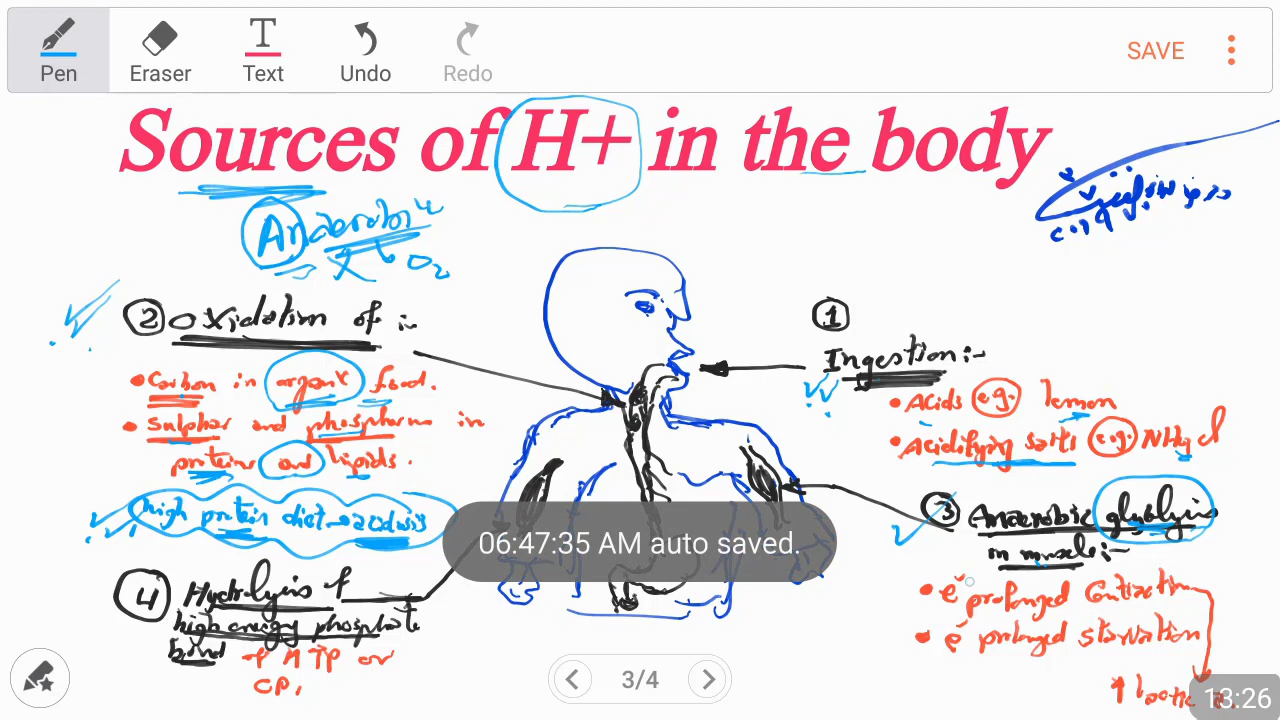 Pen
Eraser
Text
Undo
Redo
SAVE
Sources of H+ in the body
Anaerobic
O2
② Oxidation of :-
• Carbon in organic food.
• Sulphar and phosphorus in
proteins and lipids.
high protein diet → acidosis
④ Hydrolysis of
high energy phosphate
bond of ATP or
CP.
①
Ingestion :-
• Acids e.g. lemon
• Acidifying salts e.g. NH4cl
③ Anaerobic glycolysis
in muscle:-
• ē prolonged Contraction
• ē prolonged starvation
↑ lactic
06:47:35 AM auto saved.
3/4
13:26